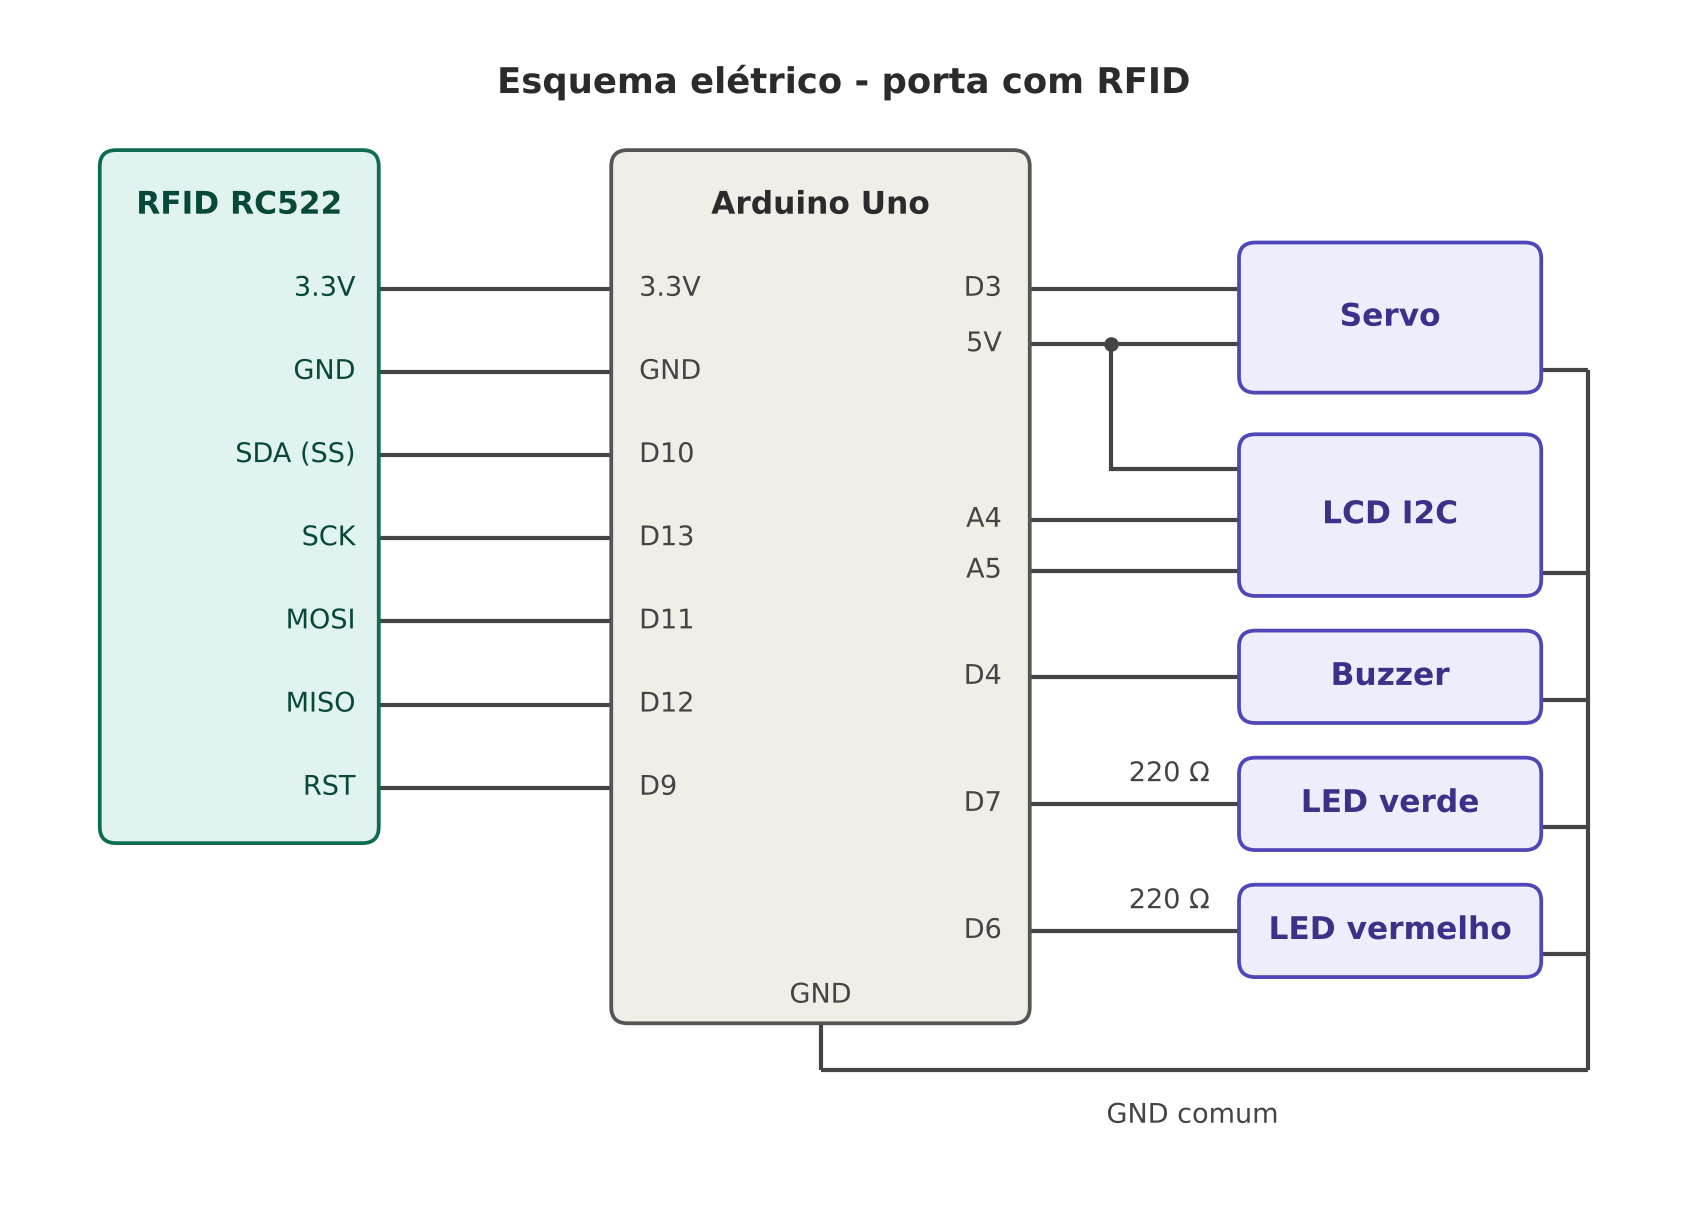 Esquema elétrico - porta com RFID
RFID RC522
3.3V
GND
SDA (SS)
SCK
MOSI
MISO
RST
Arduino Uno
3.3V
GND
D10
D13
D11
D12
D9
D3
5V
A4
A5
D4
D7
D6
GND
220 Ω
220 Ω
Servo
LCD I2C
Buzzer
LED verde
LED vermelho
GND comum